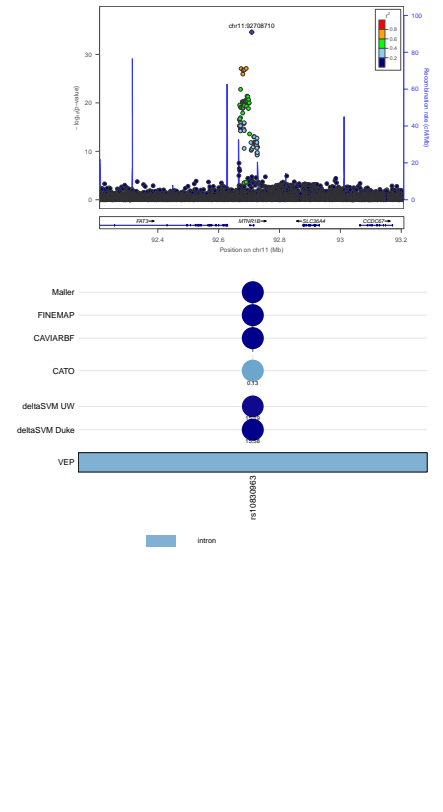 chr11:92708710
r²
0.8
0.6
0.4
0.2
−log10(p−value)
0
10
20
30
0
20
40
60
80
100
Recombination rate (cM/Mb)
FAT3→
MTNR1B→
←SLC36A4
CCDC67→
92.4
92.6
92.8
93
93.2
Position on chr11 (Mb)
Maller
FINEMAP
CAVIARBF
CATO
0.13
deltaSVM UW
deltaSVM Duke
VEP
rs10830963
intron